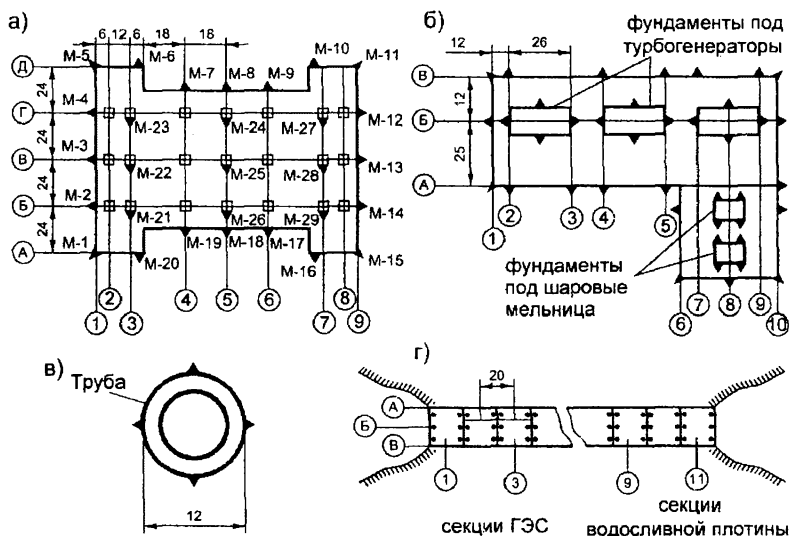 а)
6 12 6 18 18
М-5 М-6 М-10 М-11
М-7 М-8 М-9
Д
24
М-4
Г
М-23 М-24 М-27 М-12
24
М-3
В
М-22 М-25 М-28 М-13
24
М-2
Б
М-21 М-26 М-29 М-14
24
М-19 М-18 М-17
М-1
А
М-20 М-16 М-15
1 2 3 4 5 6 7 8 9
б)
фундаменты под
турбогенераторы
12 26
В
12
Б
25
А
1 2 3 4 5
фундаменты
под шаровые
мельница
6 7 8 9 10
в)
Труба
12
г)
20
А
Б
В
1 3 9 11
секции ГЭС
секции
водосливной плотины